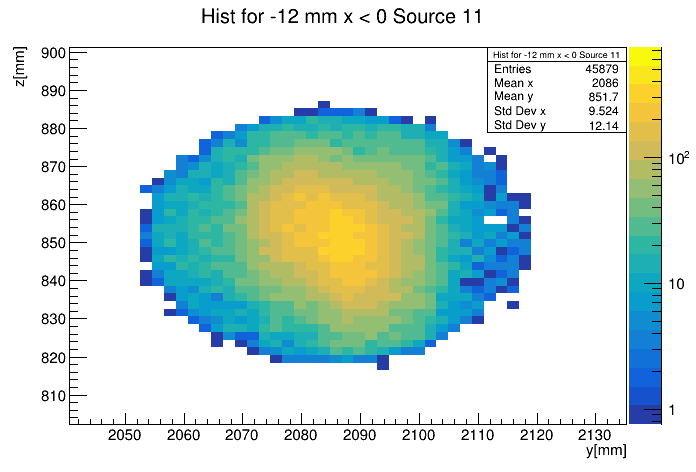 Hist for -12 mm x < 0 Source 11
z[mm]
900
890
880
870
860
850
840
830
820
810
Hist for -12 mm x < 0 Source 11
Entries 45879
Mean x 2086
Mean y 851.7
Std Dev x 9.524
Std Dev y 12.14
10²
10
1
2050 2060 2070 2080 2090 2100 2110 2120 2130
y[mm]